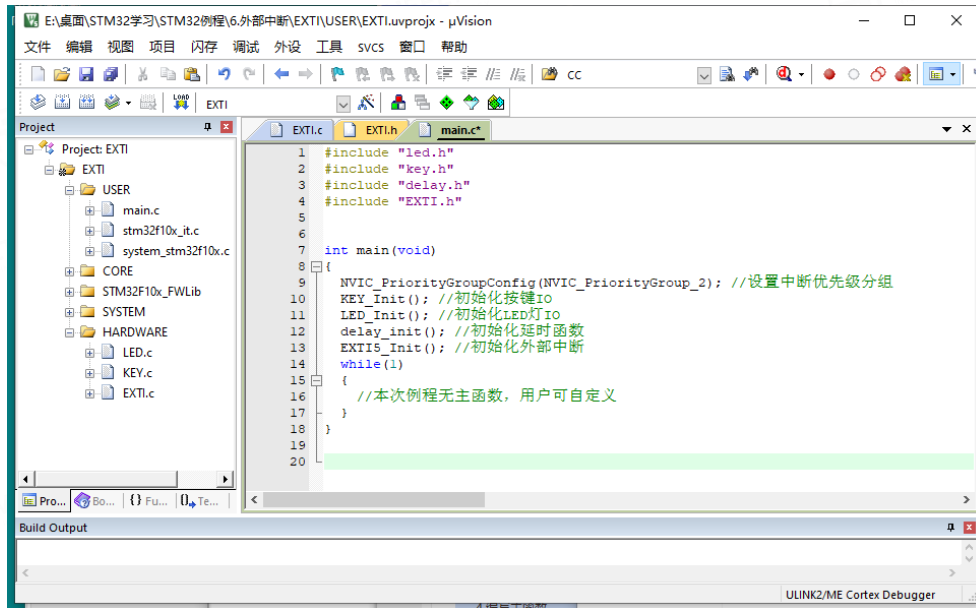 E:\桌面\STM32学习\STM32例程\6.外部中断\EXTI\USER\EXTI.uvprojx - µVision
文件 编辑 视图 项目 闪存 调试 外设 工具 SVCS 窗口 帮助
CC
LOAD EXTI
Project
EXTI.c EXTI.h main.c*
Project: EXTI
EXTI
USER
main.c
stm32f10x_it.c
system_stm32f10x.c
CORE
STM32F10x_FWLib
SYSTEM
HARDWARE
LED.c
KEY.c
EXTI.c
1 #include "led.h"
2 #include "key.h"
3 #include "delay.h"
4 #include "EXTI.h"
5
6
7 int main(void)
8 {
9 NVIC_PriorityGroupConfig(NVIC_PriorityGroup_2); //设置中断优先级分组
10 KEY_Init(); //初始化按键IO
11 LED_Init(); //初始化LED灯IO
12 delay_init(); //初始化延时函数
13 EXTI5_Init(); //初始化外部中断
14 while(1)
15 {
16 //本次例程无主函数，用户可自定义
17 }
18 }
19
20
Pro... Bo... {} Fu... Te...
Build Output
ULINK2/ME Cortex Debugger